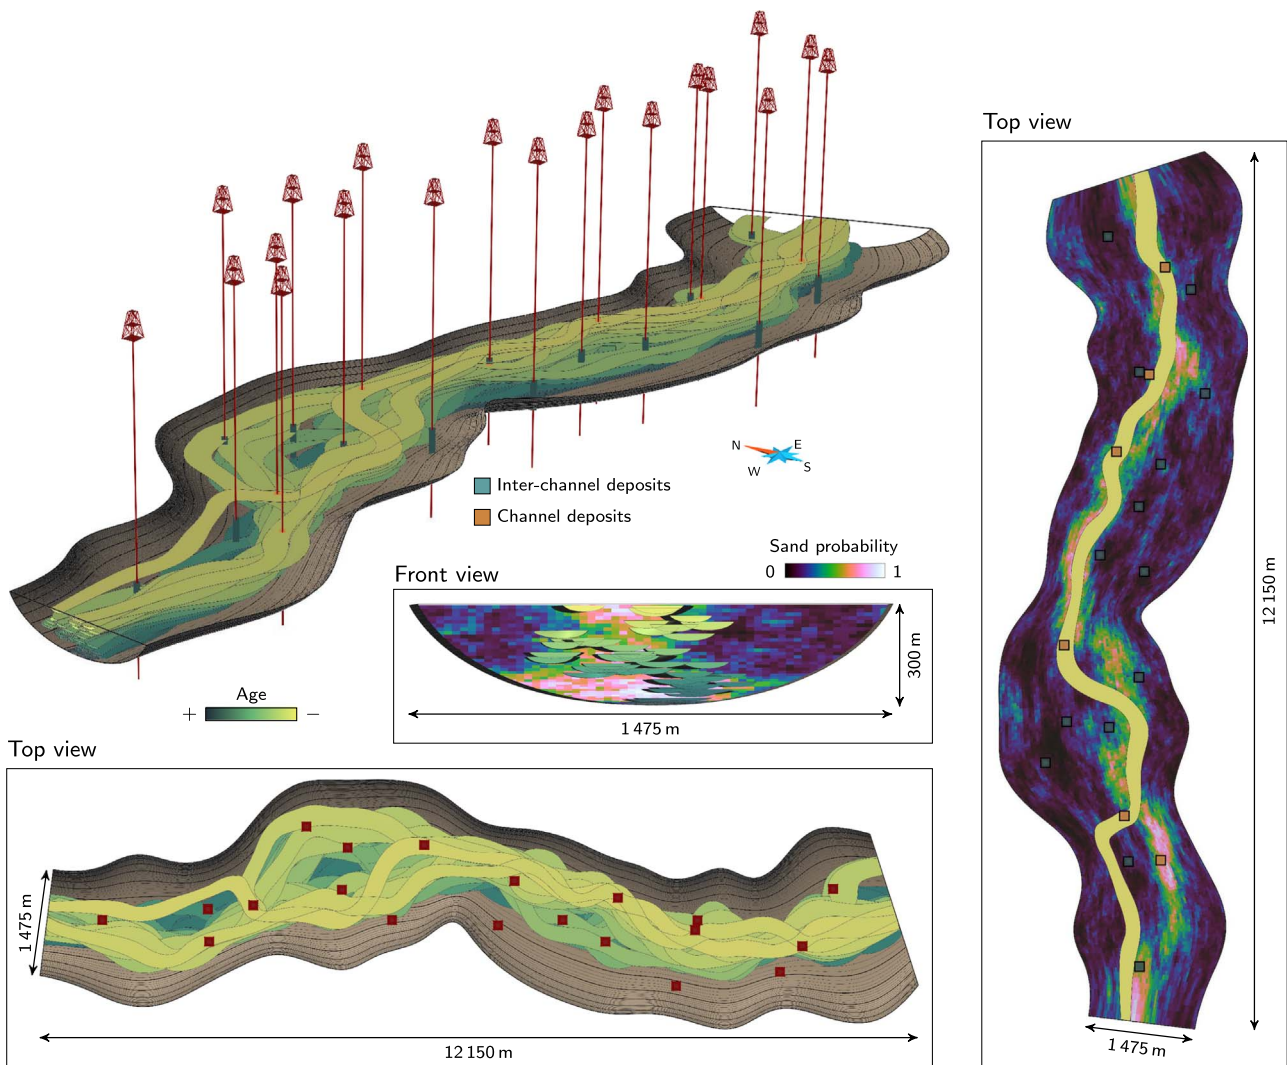 Top view
N
E
W
S
Inter-channel deposits
Channel deposits
Sand probability
0
1
Front view
300 m
1 475 m
Age
+
−
Top view
1 475 m
12 150 m
12 150 m
1 475 m